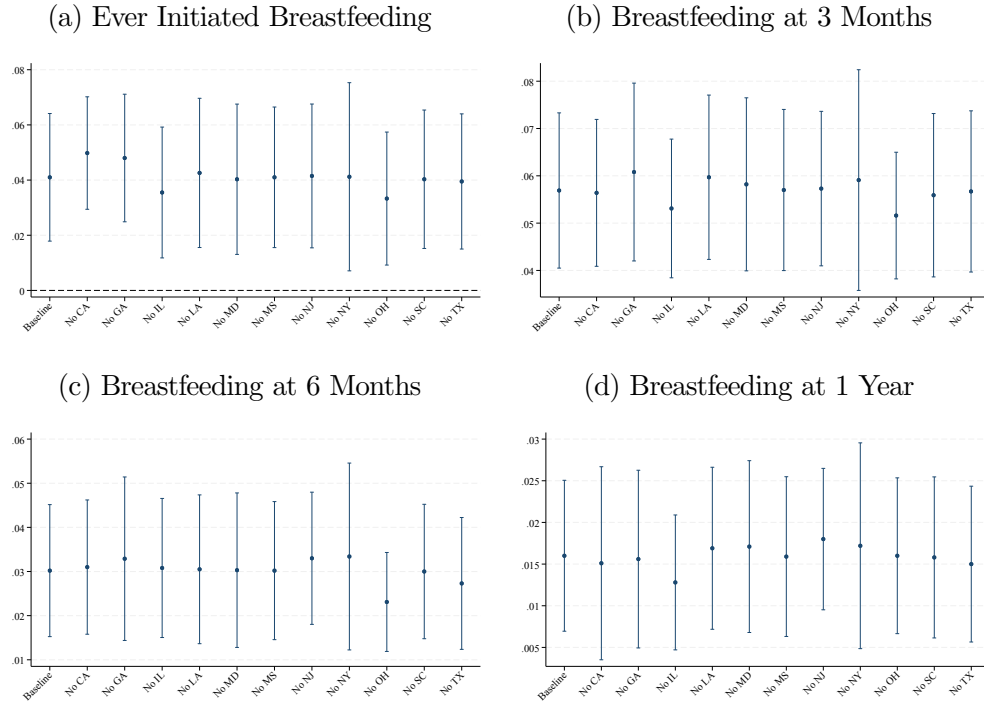 (a) Ever Initiated Breastfeeding
.08
.06
.04
.02
0
Baseline
No CA
No GA
No IL
No LA
No MD
No MS
No NJ
No NY
No OH
No SC
No TX
(b) Breastfeeding at 3 Months
.08
.07
.06
.05
.04
Baseline
No CA
No GA
No IL
No LA
No MD
No MS
No NJ
No NY
No OH
No SC
No TX
(c) Breastfeeding at 6 Months
.06
.05
.04
.03
.02
.01
Baseline
No CA
No GA
No IL
No LA
No MD
No MS
No NJ
No NY
No OH
No SC
No TX
(d) Breastfeeding at 1 Year
.03
.025
.02
.015
.01
.005
Baseline
No CA
No GA
No IL
No LA
No MD
No MS
No NJ
No NY
No OH
No SC
No TX